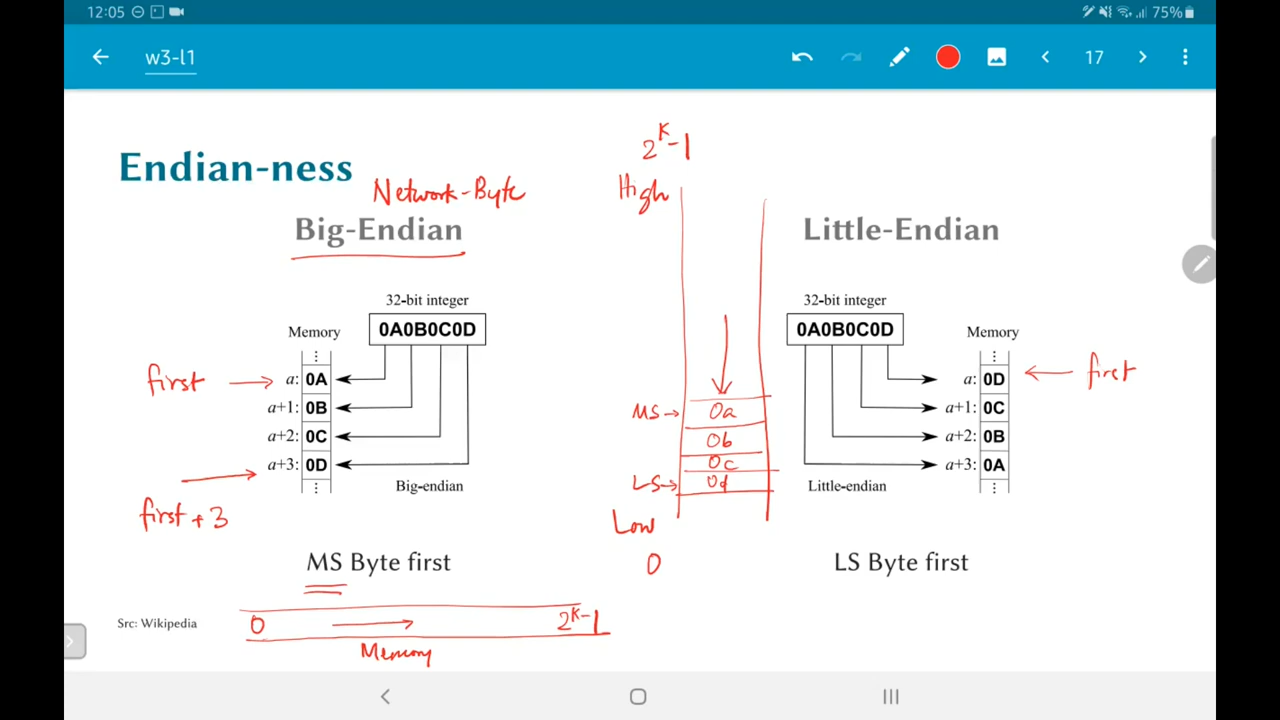 12:05
75%
w3-l1
17
Endian-ness
Network-Byte
Big-Endian
32-bit integer
0A0B0C0D
Memory
first
a: 0A
a+1: 0B
a+2: 0C
a+3: 0D
first + 3
Big-endian
MS Byte first
0 2^K-1
Memory
Src: Wikipedia
2^K-1
High
MS 0a
0b
0c
LS 0d
Low
0
Little-Endian
32-bit integer
0A0B0C0D
Memory
a: 0D
first
a+1: 0C
a+2: 0B
a+3: 0A
Little-endian
LS Byte first